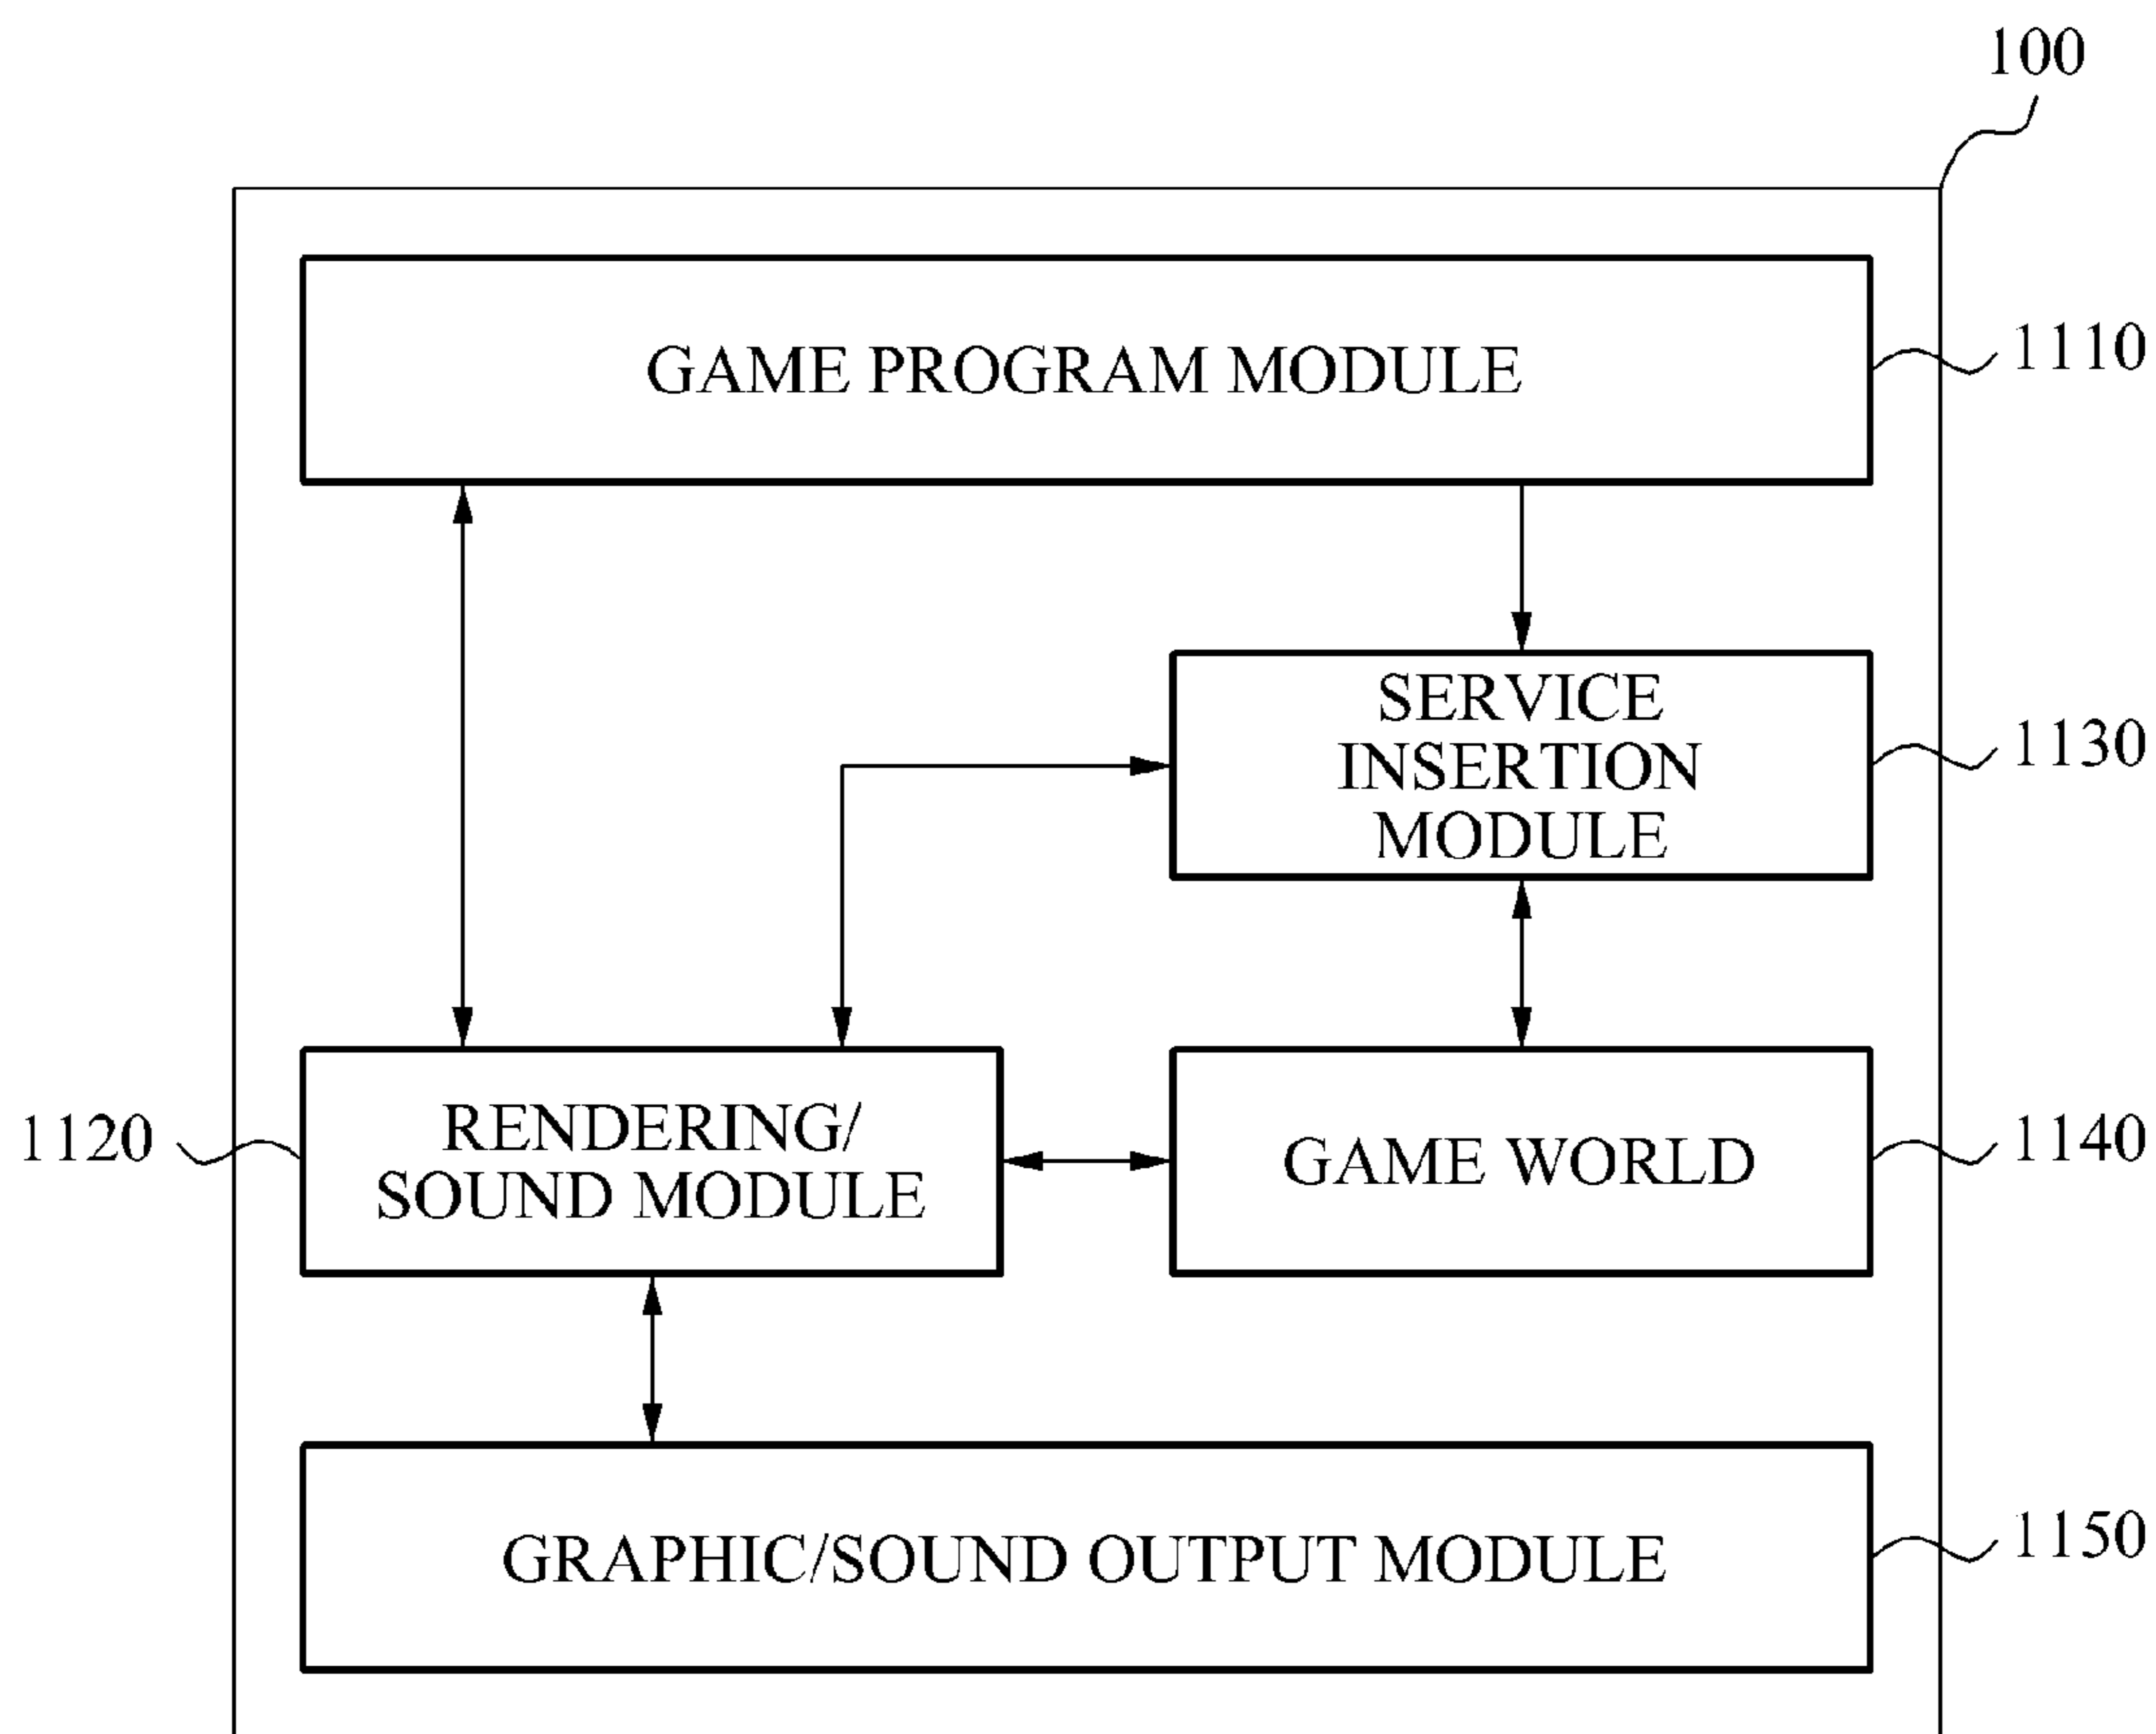 100
GAME PROGRAM MODULE
1110
SERVICE
INSERTION
MODULE
1130
1120
RENDERING/
SOUND MODULE
GAME WORLD
1140
GRAPHIC/SOUND OUTPUT MODULE
1150